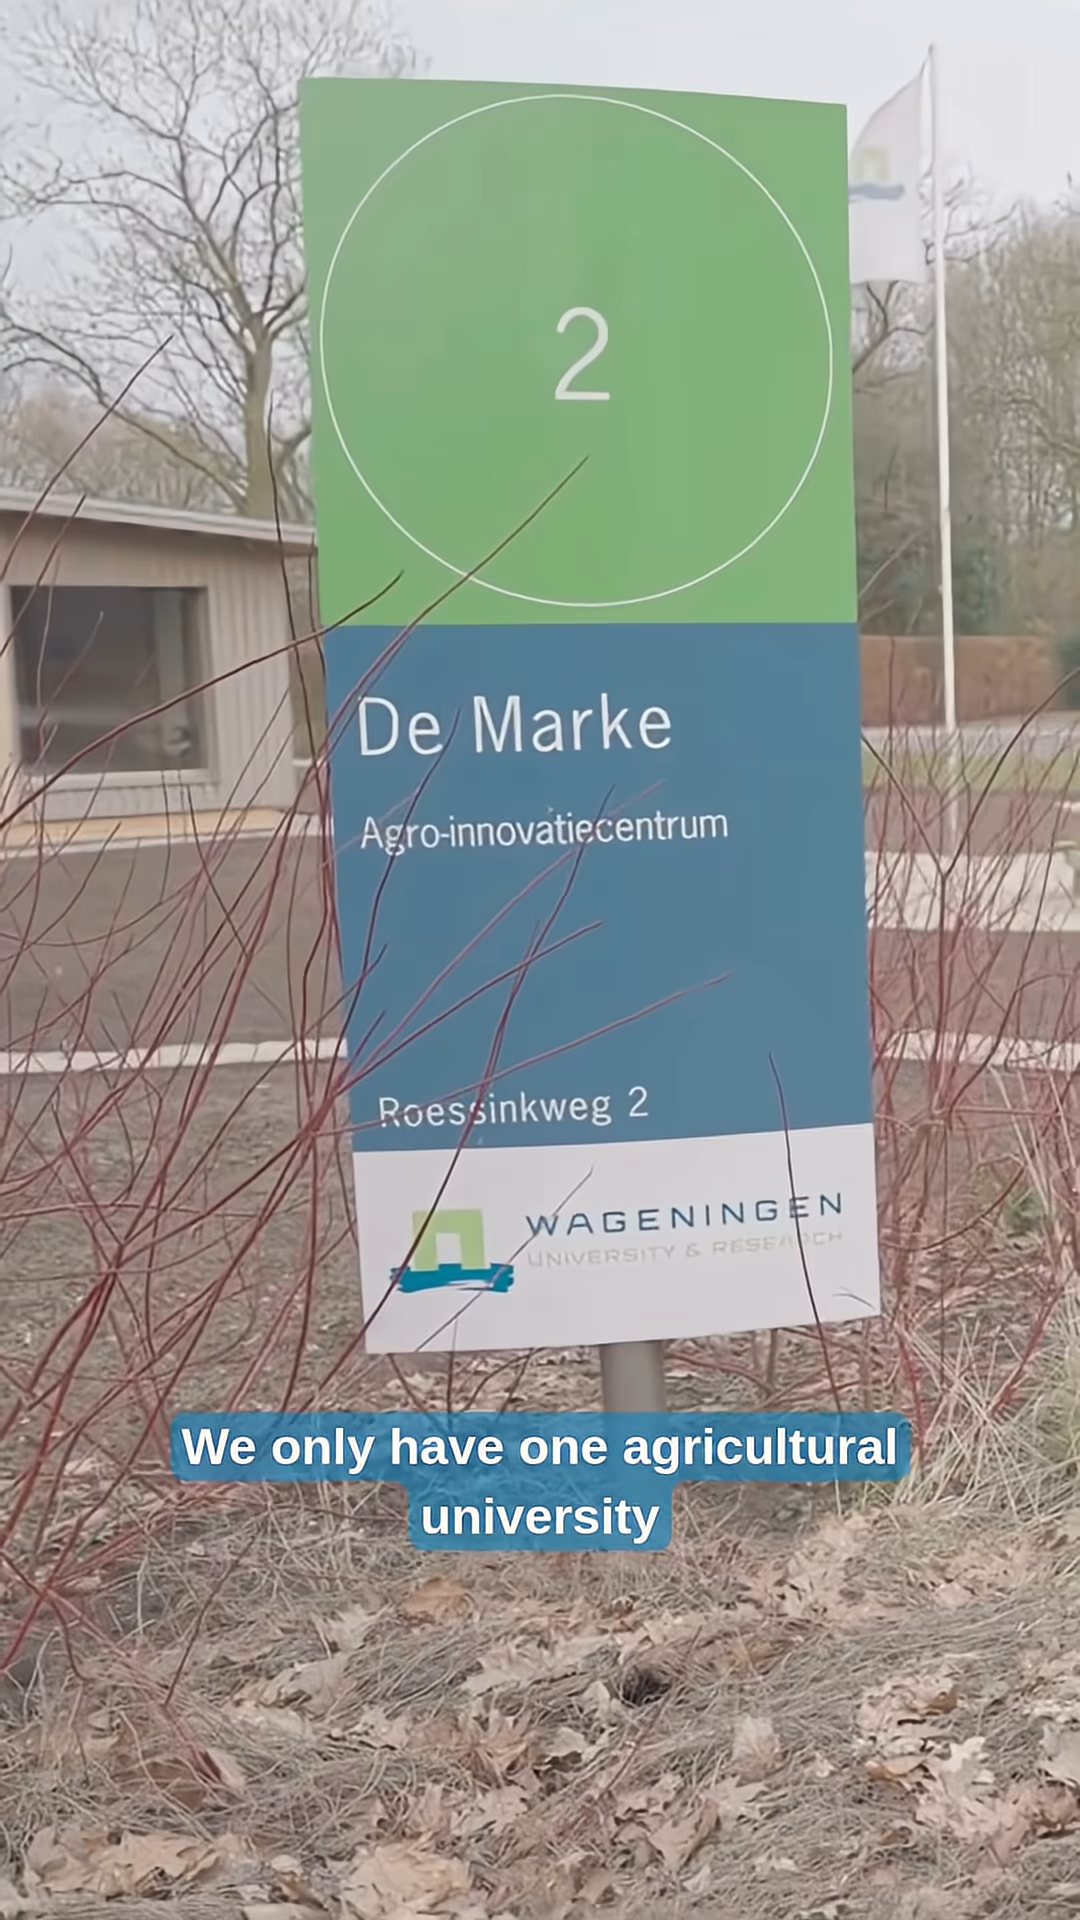 2
De Marke
Agro-innovatiecentrum
Roessinkweg 2
WAGENINGEN
UNIVERSITY & RESEARCH
We only have one agricultural
university